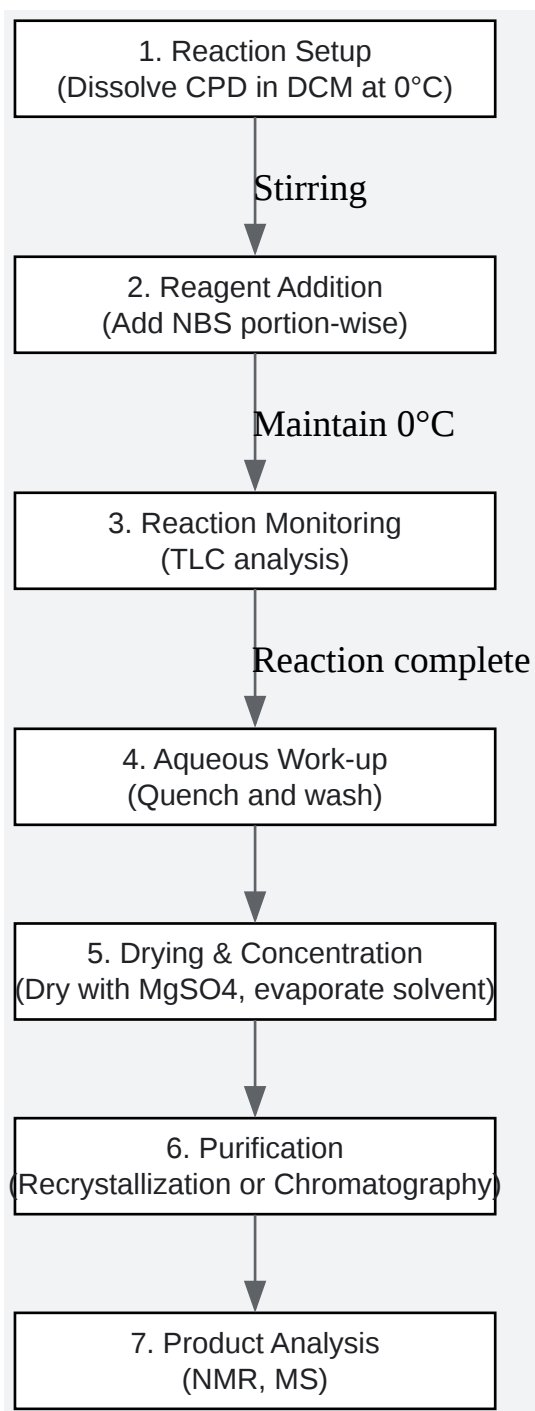 1. Reaction Setup
(Dissolve CPD in DCM at 0°C)
Stirring
2. Reagent Addition
(Add NBS portion-wise)
Maintain 0°C
3. Reaction Monitoring
(TLC analysis)
Reaction complete
4. Aqueous Work-up
(Quench and wash)
5. Drying & Concentration
(Dry with MgSO4, evaporate solvent)
6. Purification
(Recrystallization or Chromatography)
7. Product Analysis
(NMR, MS)